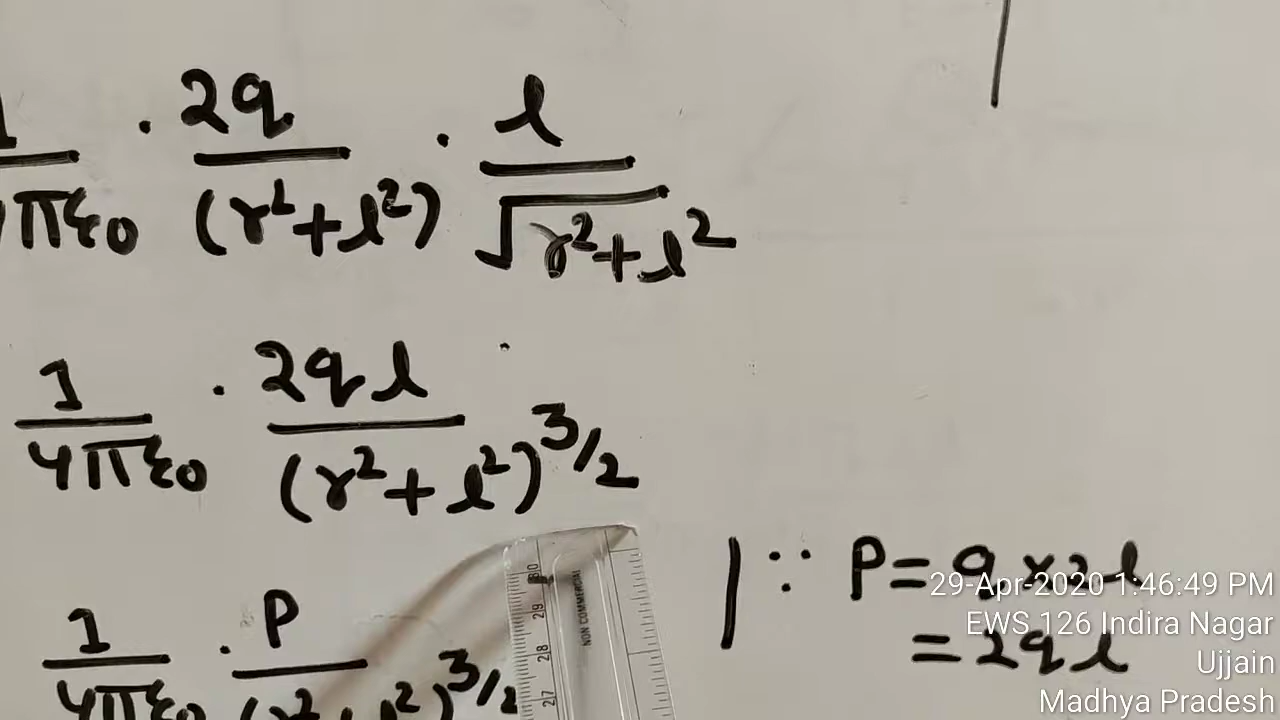 1/4πε0 · 2q/(r²+l²) · l/√r²+l²
1/4πε0 · 2ql/(r²+l²)^3/2
1/4πε0 · P/(r²+l²)^3/2
∵ P = q×2l
= 2ql
NON COMMERCIAL
30 29 28 27
29-Apr-2020 1:46:49 PM
EWS 126 Indira Nagar
Ujjain
Madhya Pradesh